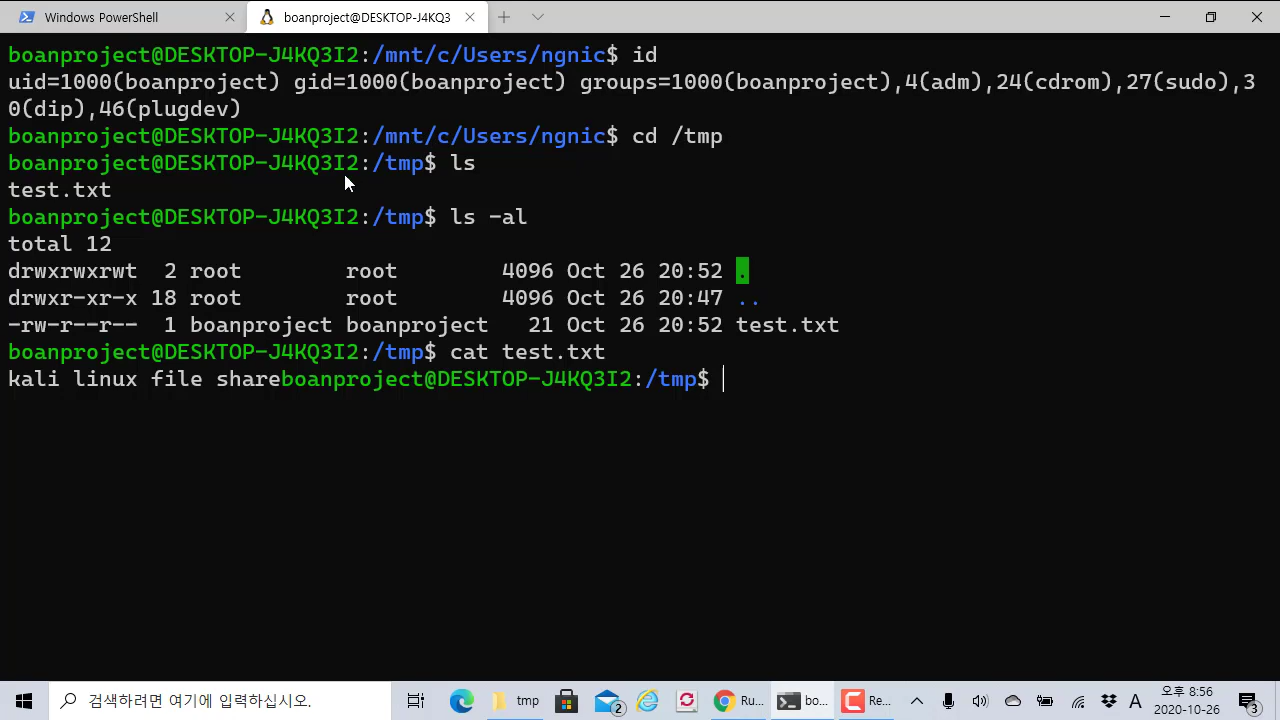 Windows PowerShell
boanproject@DESKTOP-J4KQ3
boanproject@DESKTOP-J4KQ3I2:/mnt/c/Users/ngnic$ id
uid=1000(boanproject) gid=1000(boanproject) groups=1000(boanproject),4(adm),24(cdrom),27(sudo),3
0(dip),46(plugdev)
boanproject@DESKTOP-J4KQ3I2:/mnt/c/Users/ngnic$ cd /tmp
boanproject@DESKTOP-J4KQ3I2:/tmp$ ls
test.txt
boanproject@DESKTOP-J4KQ3I2:/tmp$ ls -al
total 12
drwxrwxrwt  2 root        root        4096 Oct 26 20:52 .
drwxr-xr-x 18 root        root        4096 Oct 26 20:47 ..
-rw-r--r--  1 boanproject boanproject   21 Oct 26 20:52 test.txt
boanproject@DESKTOP-J4KQ3I2:/tmp$ cat test.txt
kali linux file shareboanproject@DESKTOP-J4KQ3I2:/tmp$
검색하려면 여기에 입력하십시오.
tmp
2
Ru...
bo...
Re...
A
오후 8:56
2020-10-26
3